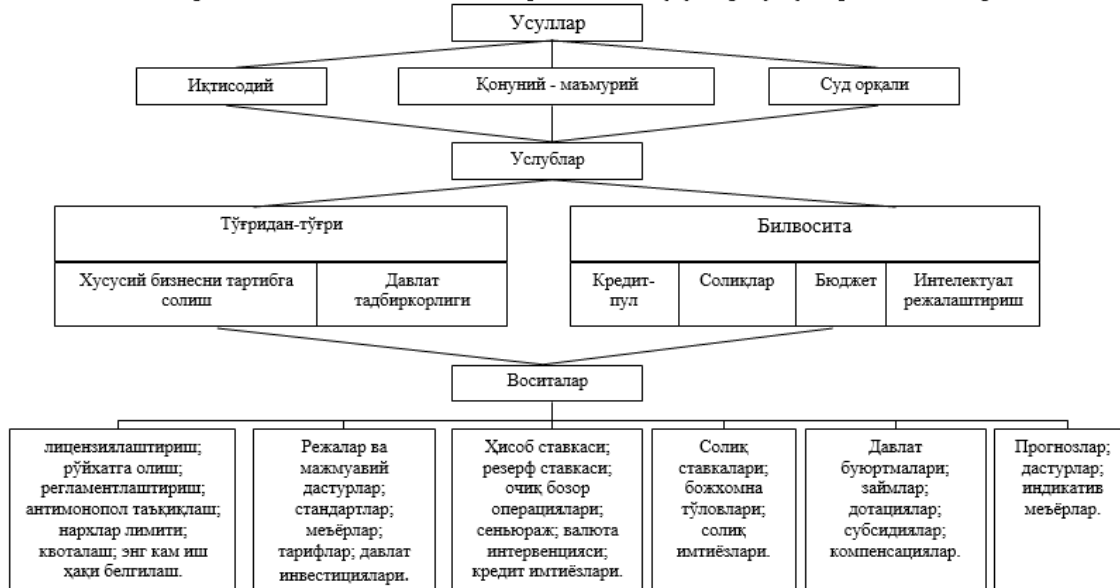 Усуллар
Иқтисодий
Қонуний - маъмурий
Суд орқали
Услублар
Тўғридан-тўғри
Билвосита
Хусусий бизнесни тартибга
солиш
Давлат
тадбиркорлиги
Кредит-
пул
Солиқлар
Бюджет
Интелектуал
режалаштириш
Воситалар
лицензиялаштириш;
рўйхатга олиш;
регламентлаштириш;
антимонопол таъқиқлаш;
нархлар лимити;
квоталаш; энг кам иш
ҳақи белгилаш.
Режалар ва
мажмуавий
дастурлар;
стандартлар;
меъёрлар;
тарифлар; давлат
инвестициялари.
Ҳисоб ставкаси;
резерф ставкаси;
очиқ бозор
операциялари;
сеньюраж; валюта
интервенцияси;
кредит имтиёзлари.
Солиқ
ставкалари;
божхомна
тўловлари;
солиқ
имтиёзлари.
Давлат
буюртмалари;
займлар;
дотациялар;
субсидиялар;
компенсациялар.
Прогнозлар;
дастурлар;
индикатив
меъёрлар.